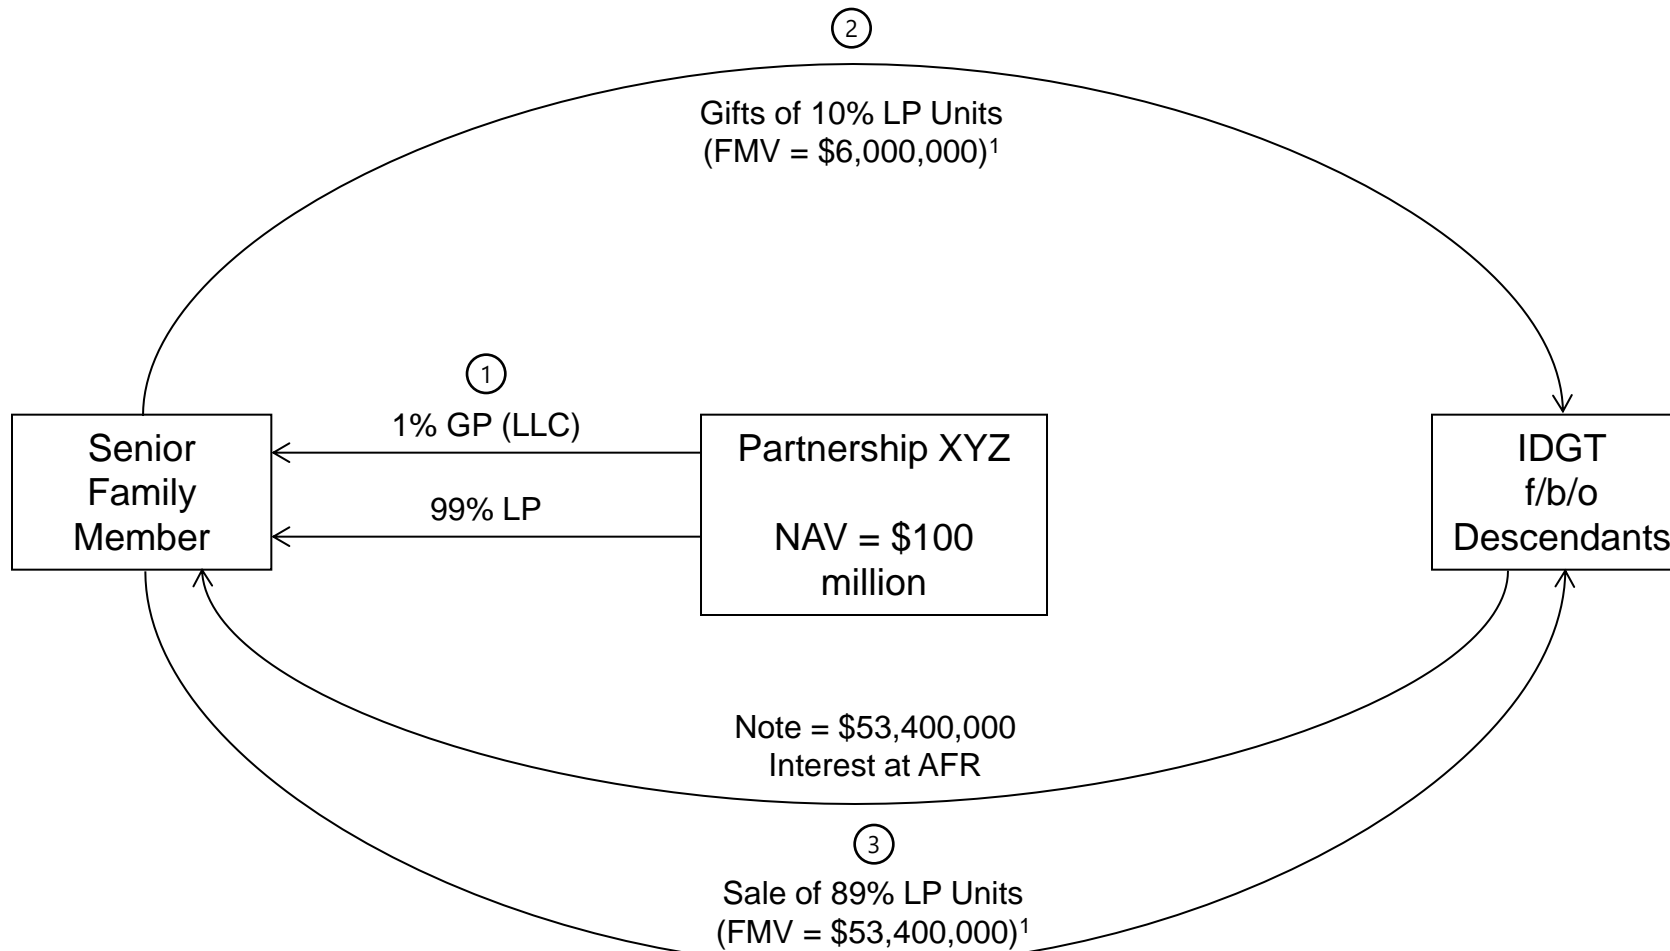 ②
Gifts of 10% LP Units
(FMV = $6,000,000)¹
①
1% GP (LLC)
99% LP
Senior
Family
Member
Partnership XYZ
NAV = $100
million
IDGT
f/b/o
Descendants
Note = $53,400,000
Interest at AFR
③
Sale of 89% LP Units
(FMV = $53,400,000)¹